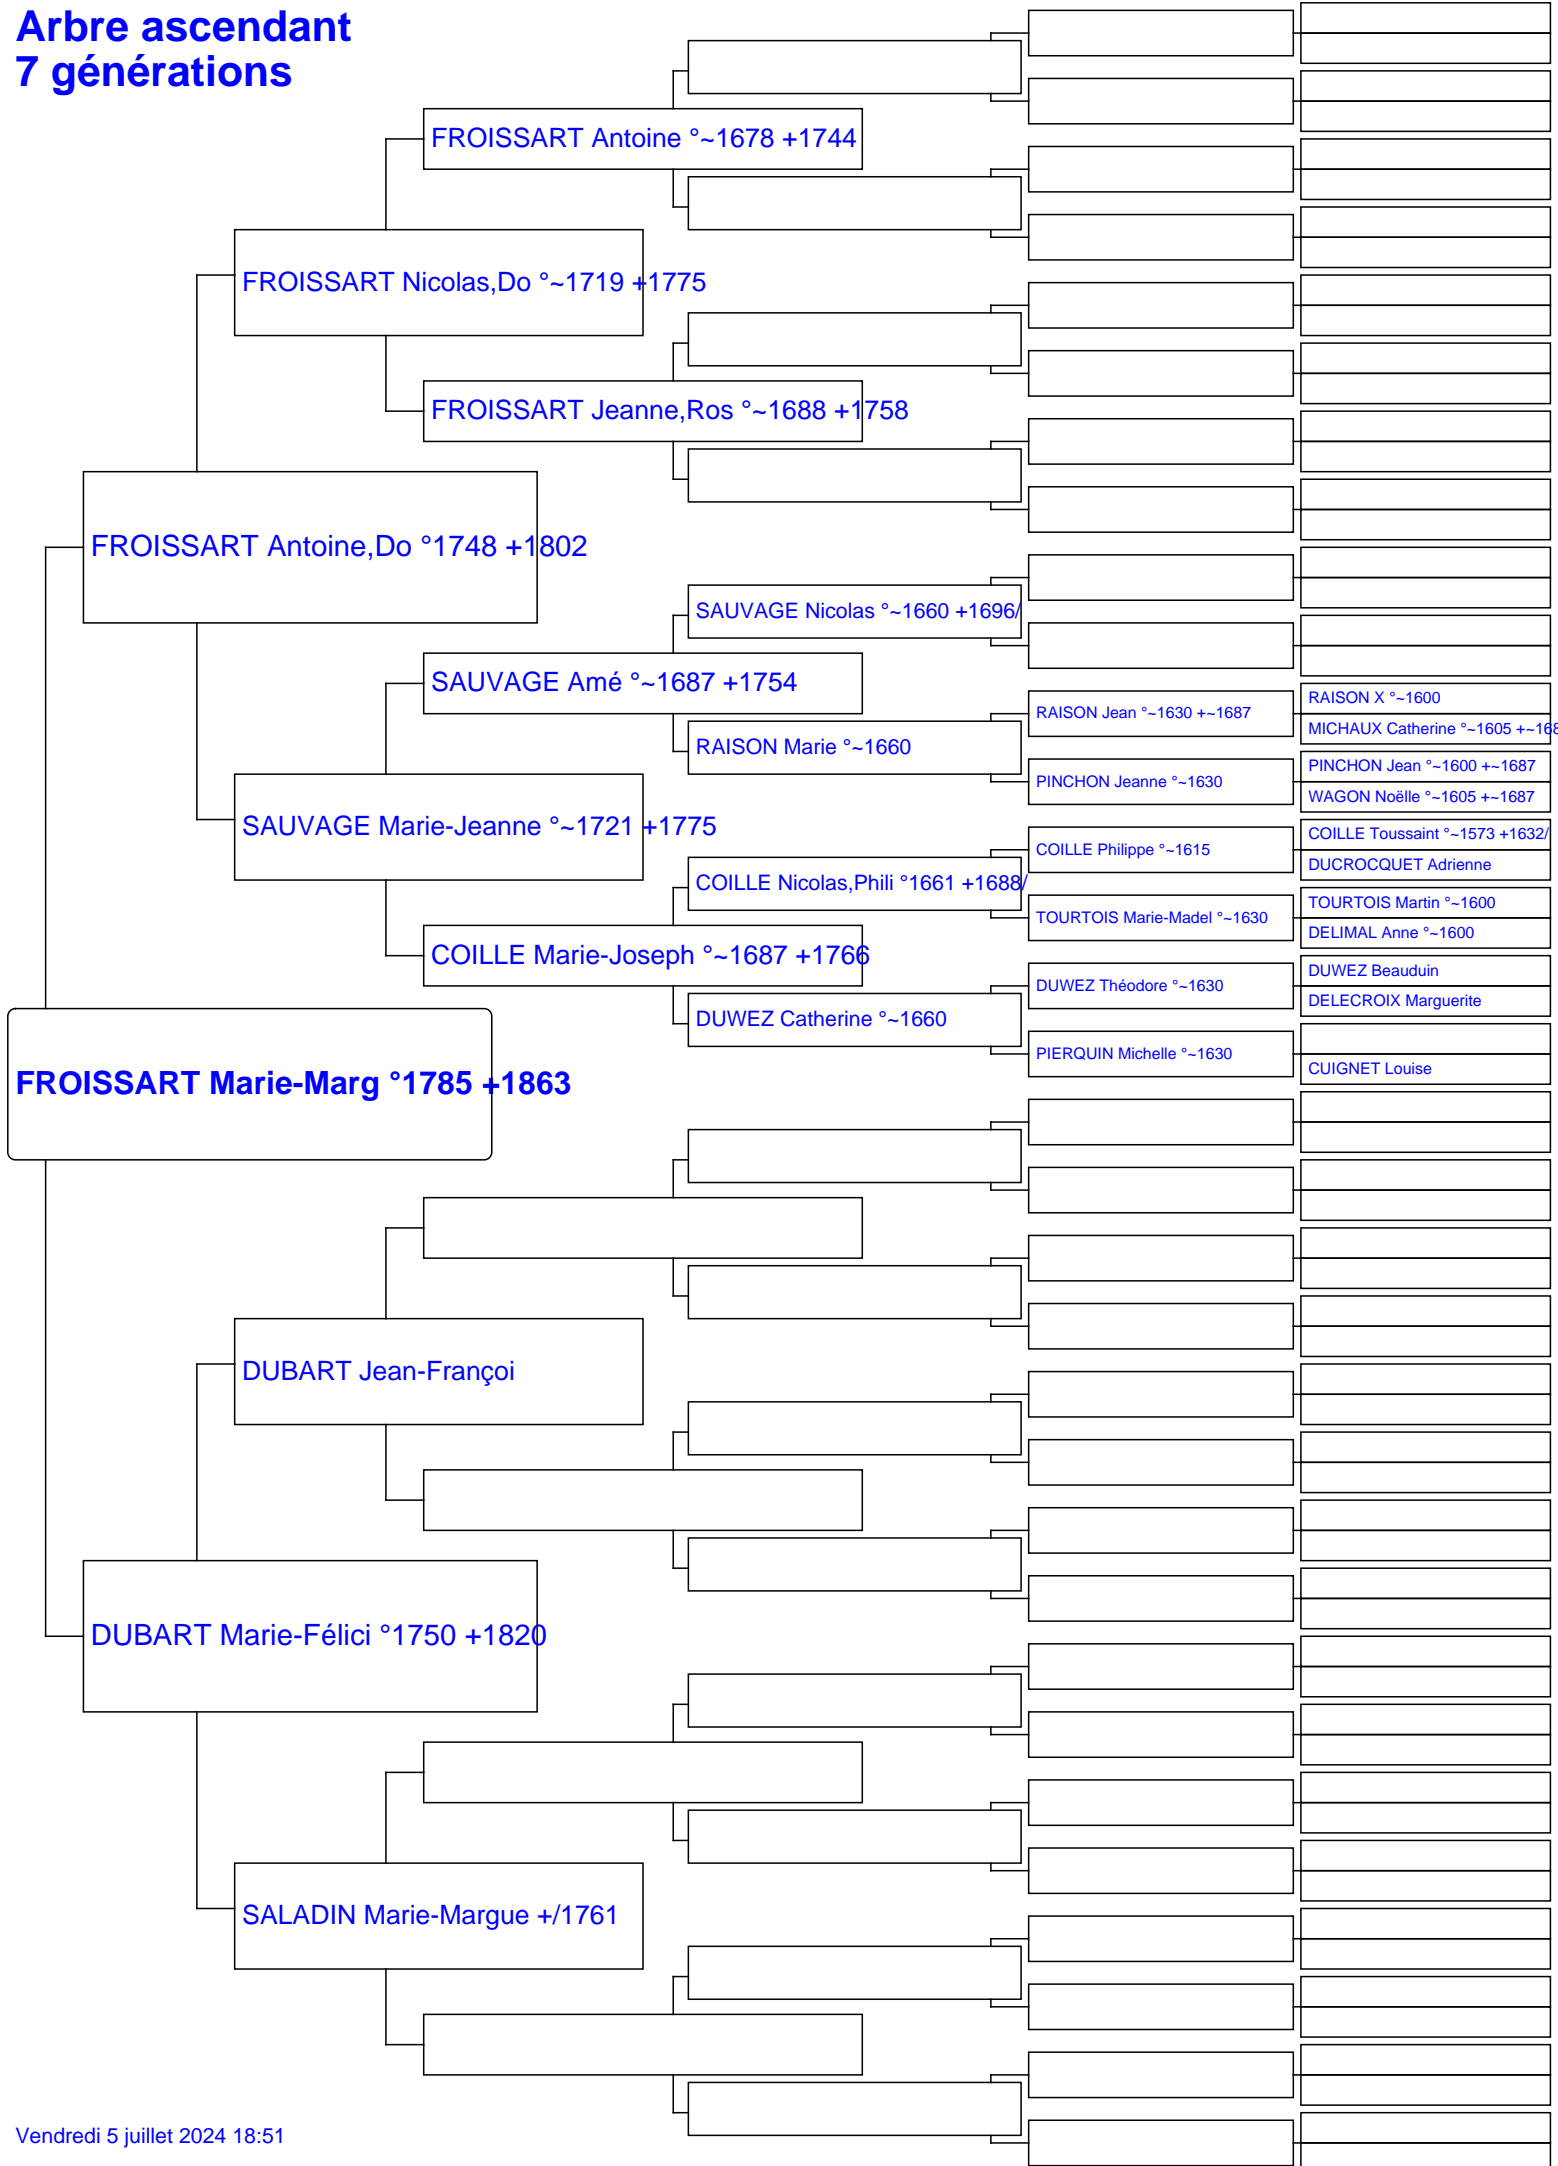 Arbre ascendant
7 générations
FROISSART Antoine °~1678 +1744
FROISSART Nicolas,Do °~1719 +1775
FROISSART Jeanne,Ros °~1688 +1758
FROISSART Antoine,Do °1748 +1802
SAUVAGE Nicolas °~1660 +1696/
SAUVAGE Amé °~1687 +1754
RAISON X °~1600
RAISON Jean °~1630 +~1687
MICHAUX Catherine °~1605 +~168
RAISON Marie °~1660
PINCHON Jean °~1600 +~1687
PINCHON Jeanne °~1630
WAGON Noëlle °~1605 +~1687
SAUVAGE Marie-Jeanne °~1721 +1775
COILLE Toussaint °~1573 +1632/
COILLE Philippe °~1615
DUCROCQUET Adrienne
COILLE Nicolas,Phili °1661 +1688/
TOURTOIS Martin °~1600
TOURTOIS Marie-Madel °~1630
DELIMAL Anne °~1600
COILLE Marie-Joseph °~1687 +1766
DUWEZ Beauduin
DUWEZ Théodore °~1630
DELECROIX Marguerite
DUWEZ Catherine °~1660
PIERQUIN Michelle °~1630
CUIGNET Louise
FROISSART Marie-Marg °1785 +1863
DUBART Jean-Françoi
DUBART Marie-Félici °1750 +1820
SALADIN Marie-Margue +/1761
Vendredi 5 juillet 2024 18:51